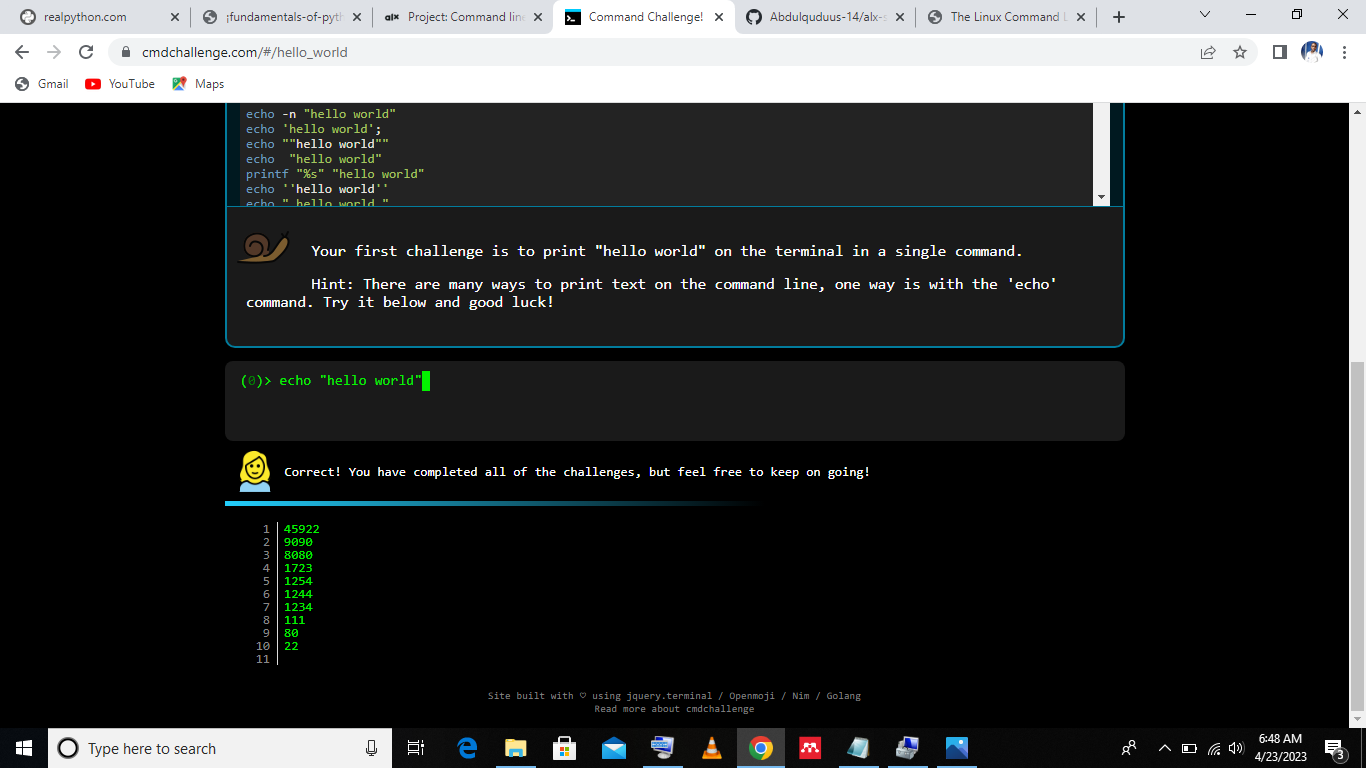 realpython.com
¡fundamentals-of-pyth
alx Project: Command line
Command Challenge!
Abdulquduus-14/alx-s
The Linux Command L
cmdchallenge.com/#/hello_world
Gmail
YouTube
Maps
echo -n "hello world"
echo 'hello world';
echo ""hello world""
echo  "hello world"
printf "%s" "hello world"
echo ''hello world''
echo " hello world "
Your first challenge is to print "hello world" on the terminal in a single command.
Hint: There are many ways to print text on the command line, one way is with the 'echo'
command. Try it below and good luck!
(0)> echo "hello world"
Correct! You have completed all of the challenges, but feel free to keep on going!
1 45922
2 9090
3 8080
4 1723
5 1254
6 1244
7 1234
8 111
9 80
10 22
11
Site built with ♡ using jquery.terminal / Openmoji / Nim / Golang
Read more about cmdchallenge
Type here to search
6:48 AM
4/23/2023
3